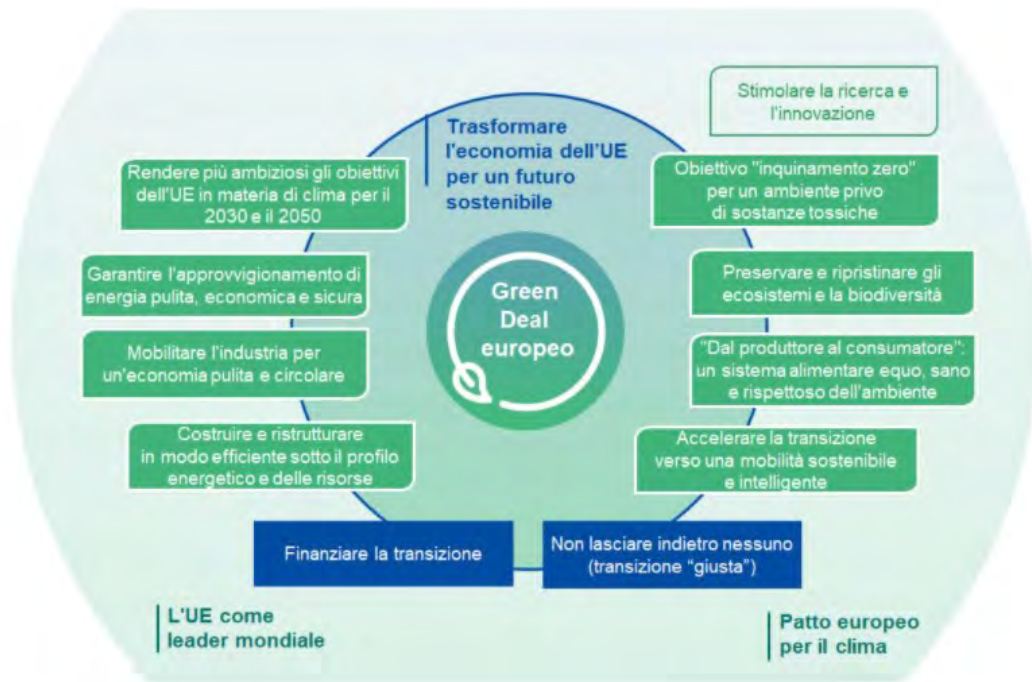 Stimolare la ricerca e
l'innovazione
Trasformare
l'economia dell'UE
per un futuro
sostenibile
Rendere più ambiziosi gli obiettivi
dell'UE in materia di clima per il
2030 e il 2050
Obiettivo "inquinamento zero"
per un ambiente privo
di sostanze tossiche
Garantire l'approvvigionamento di
energia pulita, economica e sicura
Preservare e ripristinare gli
ecosistemi e la biodiversità
Green
Deal
europeo
Mobilitare l'industria per
un'economia pulita e circolare
"Dal produttore al consumatore":
un sistema alimentare equo, sano
e rispettoso dell'ambiente
Costruire e ristrutturare
in modo efficiente sotto il profilo
energetico e delle risorse
Accelerare la transizione
verso una mobilità sostenibile
e intelligente
Finanziare la transizione
Non lasciare indietro nessuno
(transizione “giusta”)
L'UE come
leader mondiale
Patto europeo
per il clima